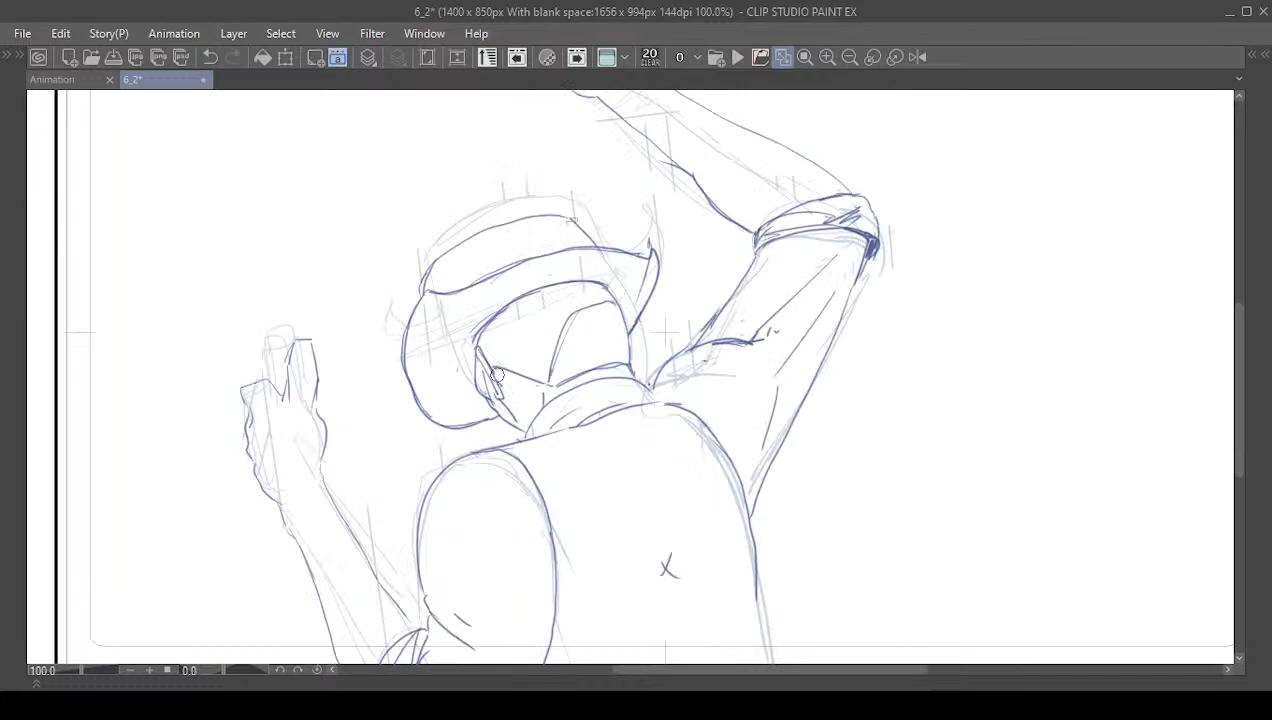 6_2* (1400 x 850px With blank space:1656 x 994px 144dpi 100.0%) - CLIP STUDIO PAINT EX
File Edit Story(P) Animation Layer Select View Filter Window Help
20 CLEAR 0
Animation 6_2*
X
100.0 0.0